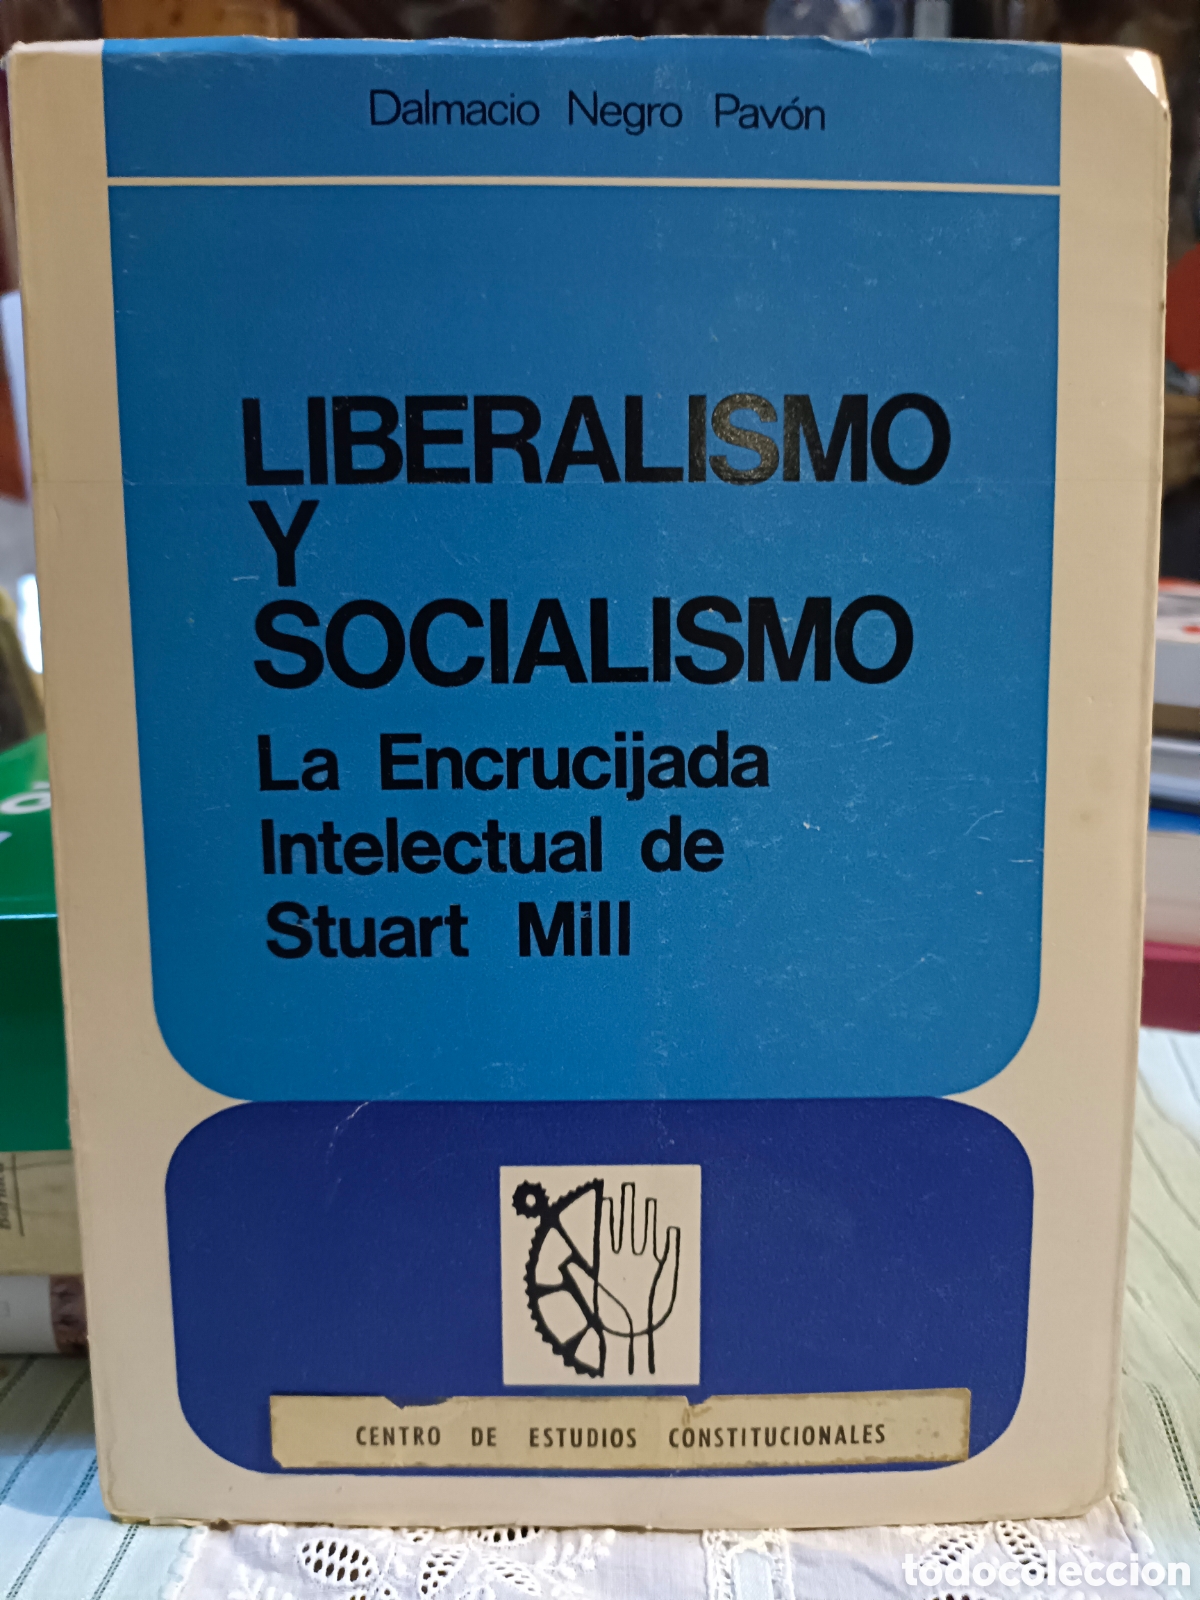 Dalmacio Negro Pavón
LIBERALISMO
Y
SOCIALISMO
La Encrucijada
Intelectual de
Stuart Mill
CENTRO DE ESTUDIOS CONSTITUCIONALES
todocoleccion